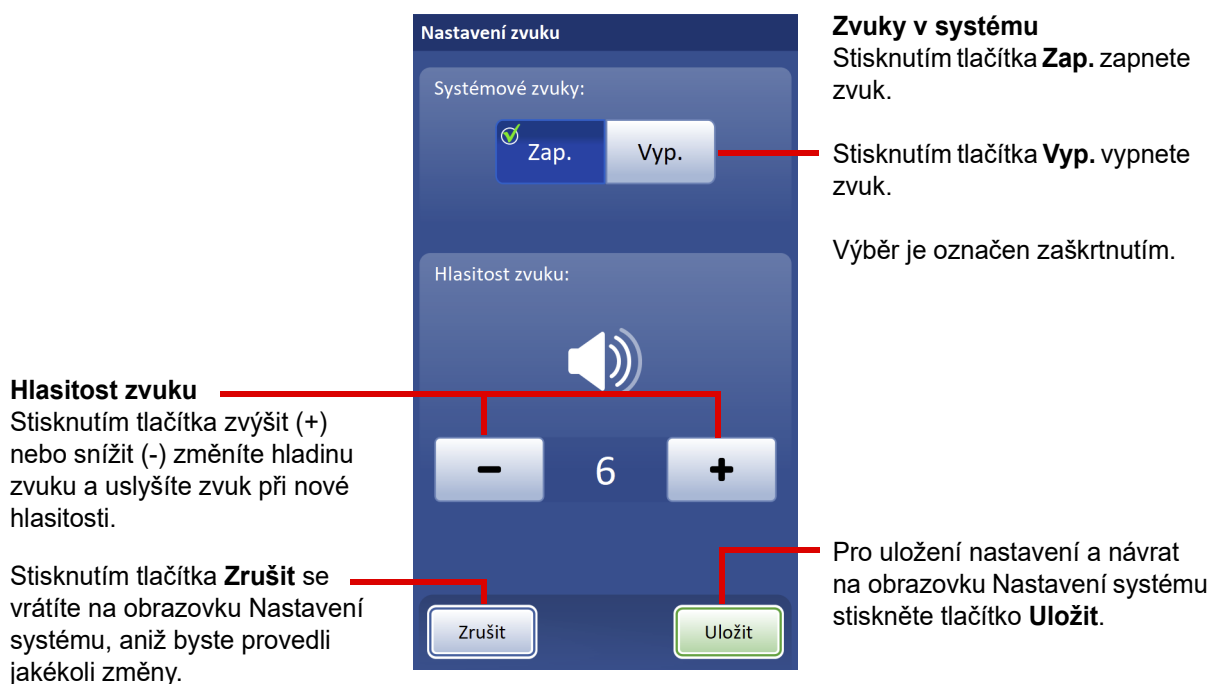 Nastavení zvuku
Systémové zvuky:
Zap.
Vyp.
Hlasitost zvuku:
6
Zrušit
Uložit
Zvuky v systému
Stisknutím tlačítka Zap. zapnete
zvuk.
Stisknutím tlačítka Vyp. vypnete
zvuk.
Výběr je označen zaškrtnutím.
Hlasitost zvuku
Stisknutím tlačítka zvýšit (+)
nebo snížit (-) změníte hladinu
zvuku a uslyšíte zvuk při nové
hlasitosti.
Stisknutím tlačítka Zrušit se
vrátíte na obrazovku Nastavení
systému, aniž byste provedli
jakékoli změny.
Pro uložení nastavení a návrat
na obrazovku Nastavení systému
stiskněte tlačítko Uložit.